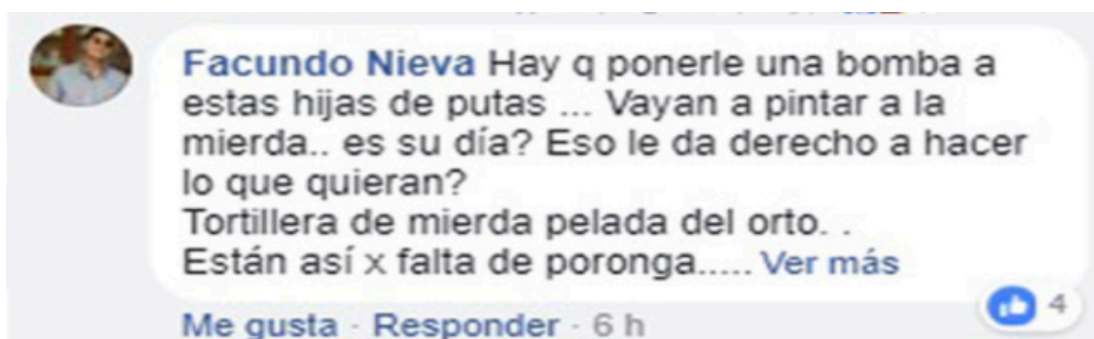 Facundo Nieva Hay q ponerle una bomba a
estas hijas de putas ... Vayan a pintar a la
mierda.. es su día? Eso le da derecho a hacer
lo que quieran?
Tortillera de mierda pelada del orto. .
Están así x falta de poronga..... Ver más
4
Me gusta · Responder · 6 h